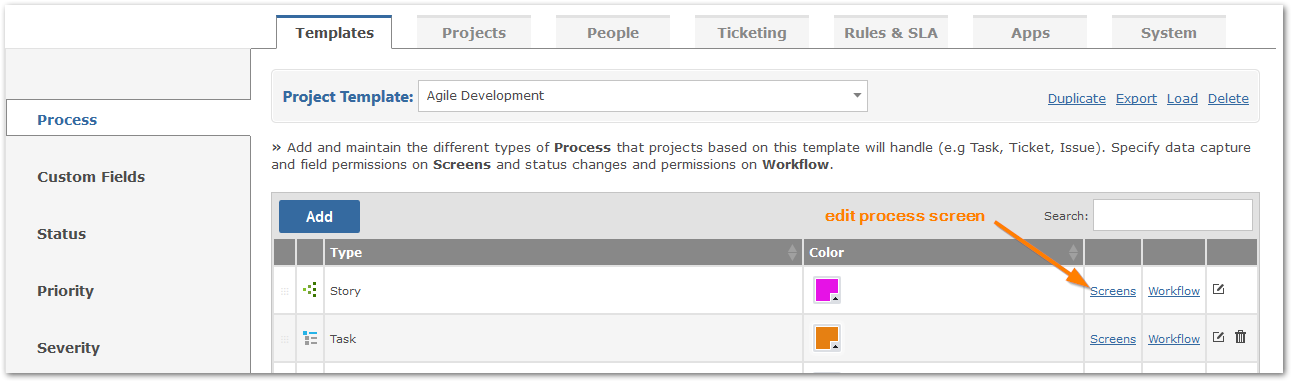 Templates Projects People Ticketing Rules & SLA Apps System
Project Template: Agile Development Duplicate Export Load Delete
Process
» Add and maintain the different types of Process that projects based on this template will handle (e.g Task, Ticket, Issue). Specify data capture
and field permissions on Screens and status changes and permissions on Workflow.
Custom Fields
Status
Priority
Severity
Add edit process screen Search:
Type Color
Story Screens Workflow
Task Screens Workflow